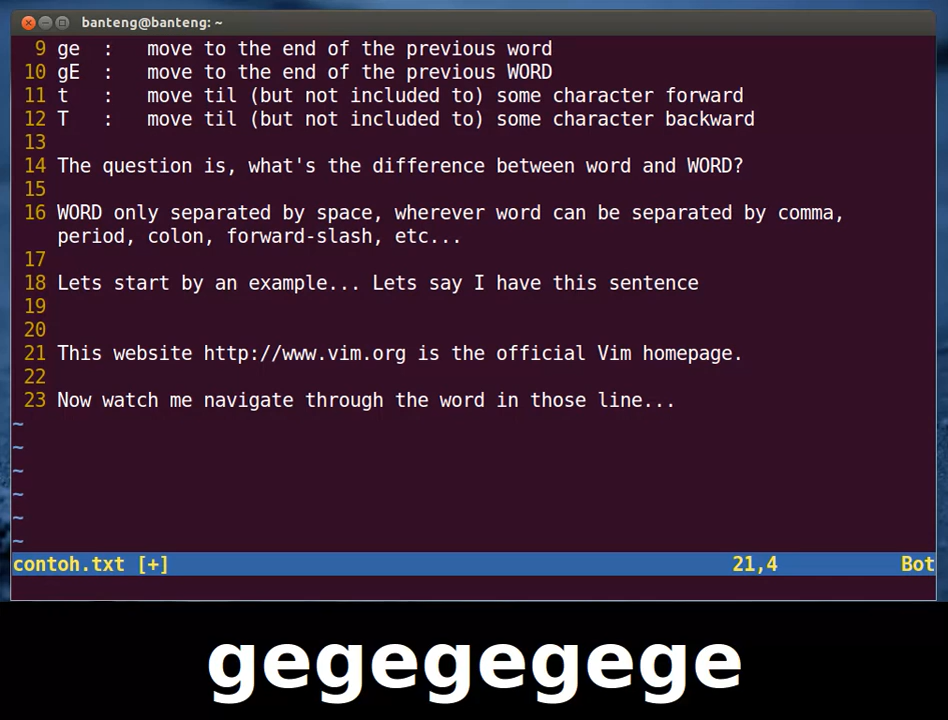 banteng@banteng: ~
9 ge : move to the end of the previous word
10 gE : move to the end of the previous WORD
11 t : move til (but not included to) some character forward
12 T : move til (but not included to) some character backward
13
14 The question is, what's the difference between word and WORD?
15
16 WORD only separated by space, wherever word can be separated by comma,
period, colon, forward-slash, etc...
17
18 Lets start by an example... Lets say I have this sentence
19
20
21 This website http://www.vim.org is the official Vim homepage.
22
23 Now watch me navigate through the word in those line...
~
~
~
~
~
~
contoh.txt [+] 21,4 Bot
gegegegege